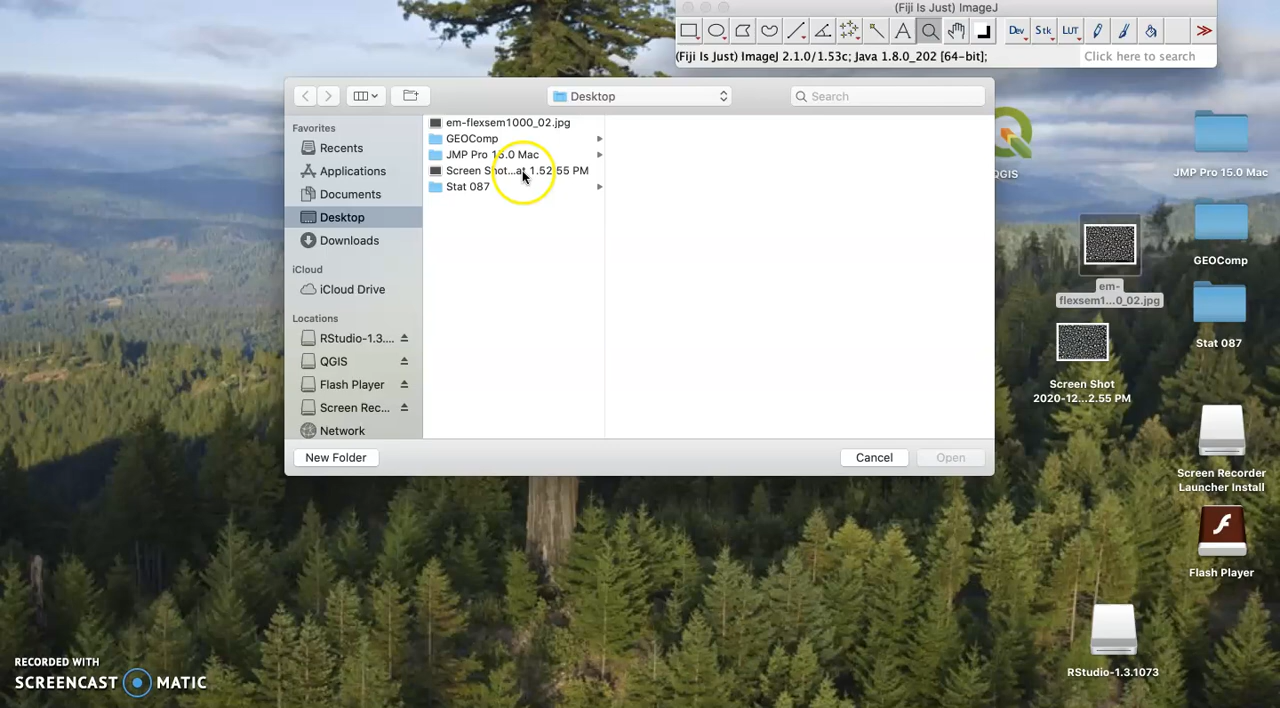 (Fiji Is Just) ImageJ
Dev
Stk
LUT
(Fiji Is Just) ImageJ 2.1.0/1.53c; Java 1.8.0_202 [64-bit];
Click here to search
Desktop
Search
Favorites
Recents
Applications
Documents
Desktop
Downloads
iCloud
iCloud Drive
Locations
RStudio-1.3....
QGIS
Flash Player
Screen Rec...
Network
em-flexsem1000_02.jpg
GEOComp
JMP Pro 15.0 Mac
Screen Shot...at 1.52.55 PM
Stat 087
New Folder
Cancel
Open
QGIS
JMP Pro 15.0 Mac
em-
flexsem1...0_02.jpg
GEOComp
Screen Shot
2020-12...2.55 PM
Stat 087
Screen Recorder
Launcher Install
Flash Player
RStudio-1.3.1073
RECORDED WITH
SCREENCAST MATIC